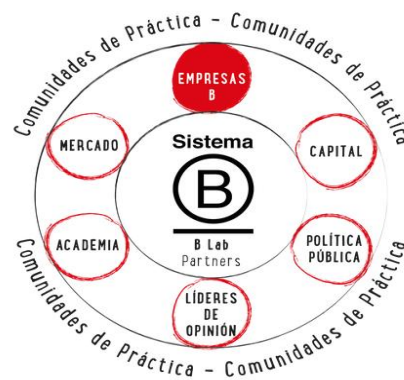 Comunidades de Práctica – Comunidades de Práctica
EMPRESAS
B
MERCADO
CAPITAL
Sistema
B
B Lab
Partners
ACADEMIA
POLÍTICA
PÚBLICA
LÍDERES
DE
OPINIÓN
Comunidades de Práctica – Comunidades de Práctica